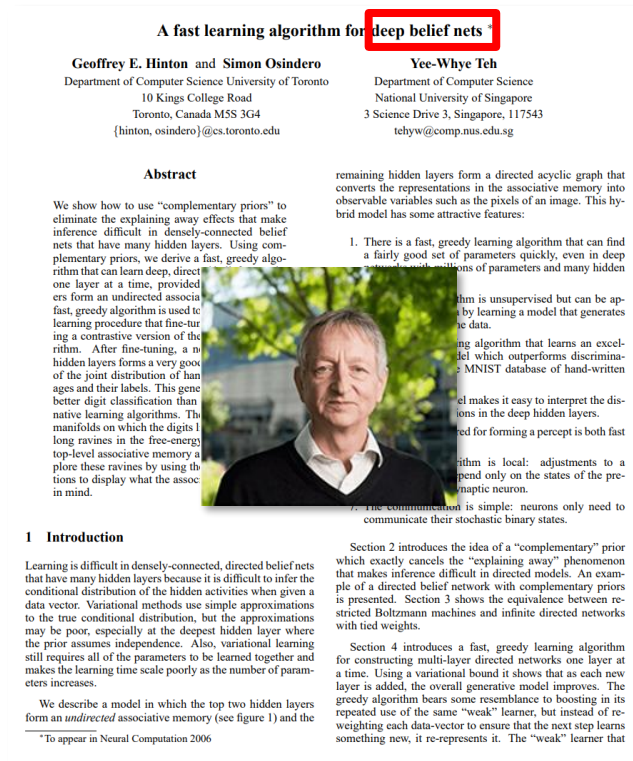 A fast learning algorithm for deep belief nets *
Geoffrey E. Hinton and Simon Osindero
Department of Computer Science University of Toronto
10 Kings College Road
Toronto, Canada M5S 3G4
{hinton, osindero}@cs.toronto.edu
Yee-Whye Teh
Department of Computer Science
National University of Singapore
3 Science Drive 3, Singapore, 117543
tehyw@comp.nus.edu.sg
Abstract
We show how to use “complementary priors” to
eliminate the explaining away effects that make
inference difficult in densely-connected belief
nets that have many hidden layers. Using com-
plementary priors, we derive a fast, greedy algo-
rithm that can learn deep, direct
one layer at a time, provided
ers form an undirected associa
fast, greedy algorithm is used to
learning procedure that fine-tun
ing a contrastive version of the
rithm. After fine-tuning, a n
hidden layers forms a very good
of the joint distribution of han
ages and their labels. This gene
better digit classification than
native learning algorithms. The
manifolds on which the digits l
long ravines in the free-energy
top-level associative memory a
plore these ravines by using the
tions to display what the assoc
in mind.
1 Introduction
Learning is difficult in densely-connected, directed belief nets
that have many hidden layers because it is difficult to infer the
conditional distribution of the hidden activities when given a
data vector. Variational methods use simple approximations
to the true conditional distribution, but the approximations
may be poor, especially at the deepest hidden layer where
the prior assumes independence. Also, variational learning
still requires all of the parameters to be learned together and
makes the learning time scale poorly as the number of param-
eters increases.
We describe a model in which the top two hidden layers
form an undirected associative memory (see figure 1) and the
*To appear in Neural Computation 2006
remaining hidden layers form a directed acyclic graph that
converts the representations in the associative memory into
observable variables such as the pixels of an image. This hy-
brid model has some attractive features:
1. There is a fast, greedy learning algorithm that can find
a fairly good set of parameters quickly, even in deep
networks with millions of parameters and many hidden
thm is unsupervised but can be ap-
by learning a model that generates
he data.
ng algorithm that learns an excel-
del which outperforms discrimina-
e MNIST database of hand-written
el makes it easy to interpret the dis-
ions in the deep hidden layers.
red for forming a percept is both fast
rithm is local: adjustments to a
epend only on the states of the pre-
ynaptic neuron.
7. The communication is simple: neurons only need to
communicate their stochastic binary states.
Section 2 introduces the idea of a “complementary” prior
which exactly cancels the “explaining away” phenomenon
that makes inference difficult in directed models. An exam-
ple of a directed belief network with complementary priors
is presented. Section 3 shows the equivalence between re-
stricted Boltzmann machines and infinite directed networks
with tied weights.
Section 4 introduces a fast, greedy learning algorithm
for constructing multi-layer directed networks one layer at
a time. Using a variational bound it shows that as each new
layer is added, the overall generative model improves. The
greedy algorithm bears some resemblance to boosting in its
repeated use of the same “weak” learner, but instead of re-
weighting each data-vector to ensure that the next step learns
something new, it re-represents it. The “weak” learner that